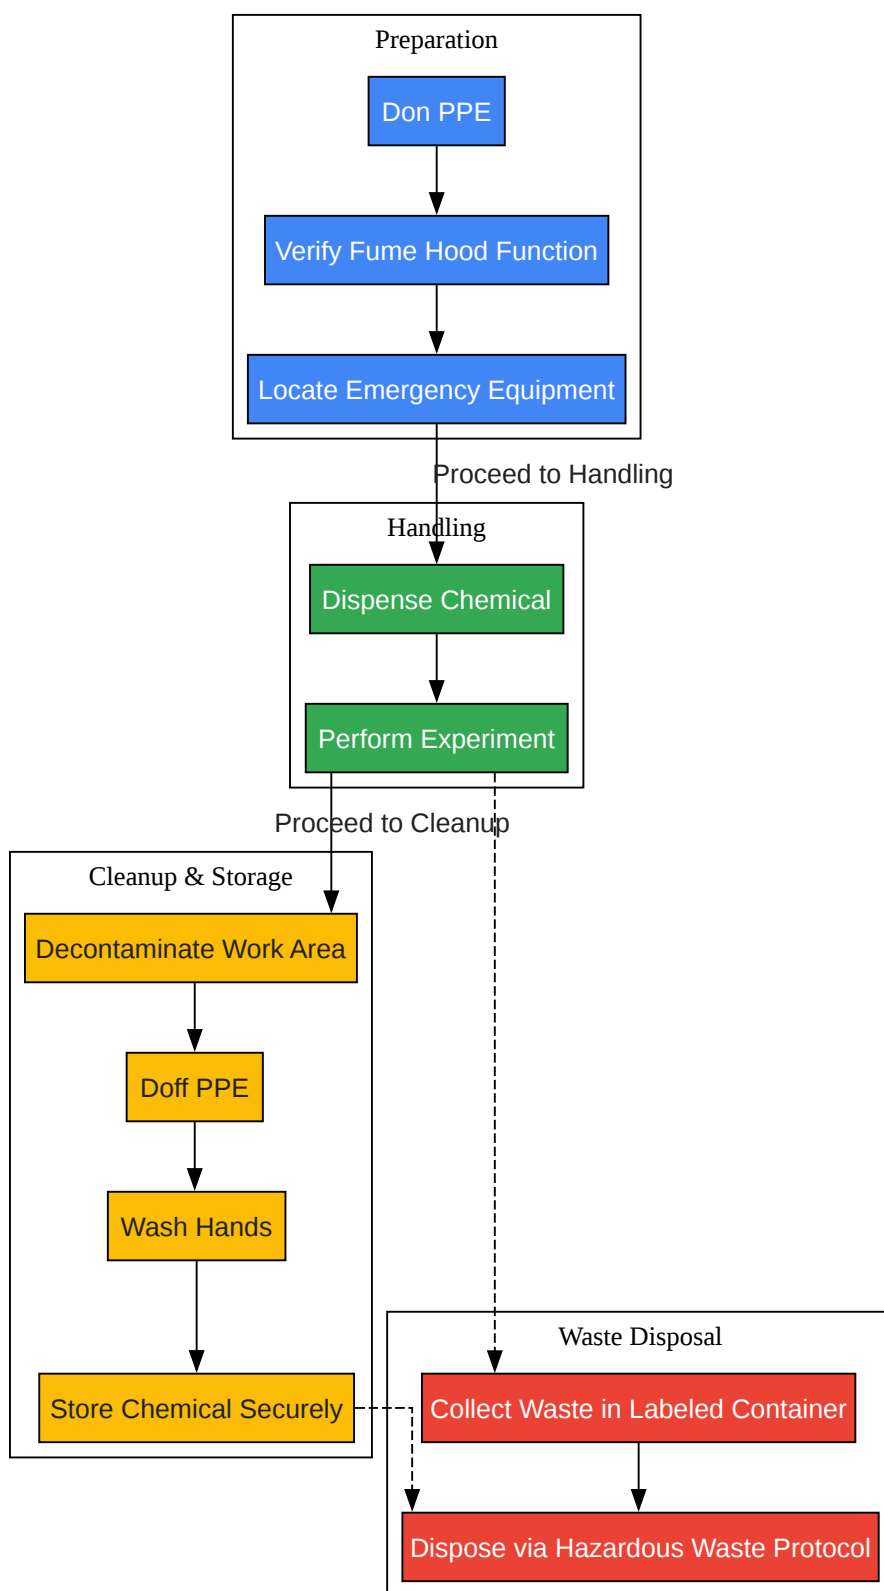 Preparation
Don PPE
Verify Fume Hood Function
Locate Emergency Equipment
Proceed to Handling
Handling
Dispense Chemical
Perform Experiment
Proceed to Cleanup
Cleanup & Storage
Decontaminate Work Area
Doff PPE
Wash Hands
Store Chemical Securely
Waste Disposal
Collect Waste in Labeled Container
Dispose via Hazardous Waste Protocol